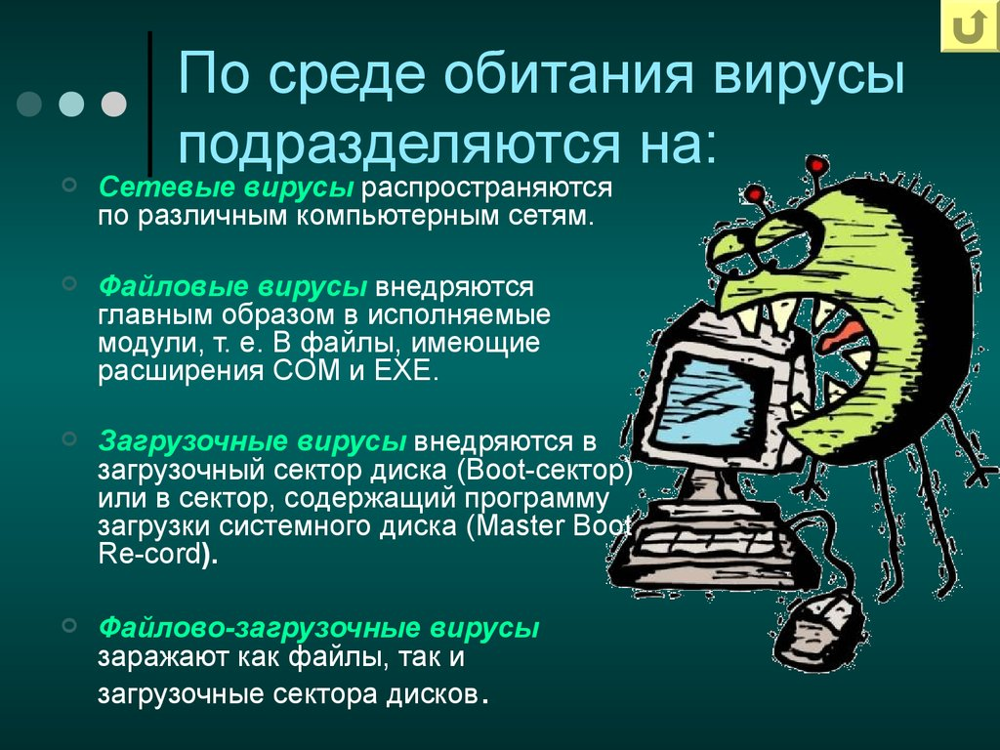 По среде обитания вирусы
подразделяются на:
Сетевые вирусы распространяются
по различным компьютерным сетям.
Файловые вирусы внедряются
главным образом в исполняемые
модули, т. е. В файлы, имеющие
расширения COM и EXE.
Загрузочные вирусы внедряются в
загрузочный сектор диска (Boot-сектор)
или в сектор, содержащий программу
загрузки системного диска (Master Boot
Re-cord).
Файлово-загрузочные вирусы
заражают как файлы, так и
загрузочные сектора дисков.